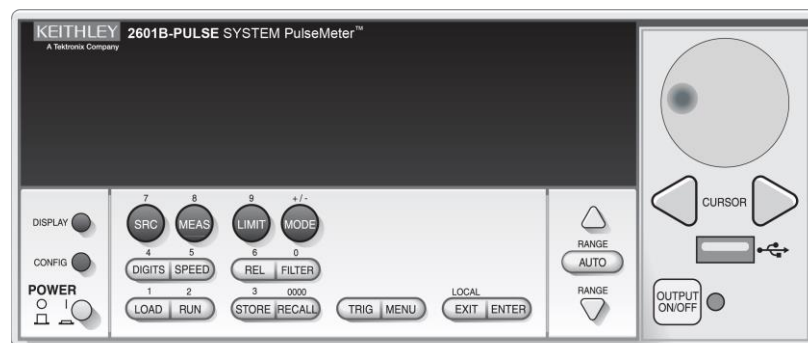 KEITHLEY 2601B-PULSE SYSTEM PulseMeter™
A Tektronix Company
7 8 9 +/-
DISPLAY SRC MEAS LIMIT MODE
4 5 6 0
CONFIG DIGITS SPEED REL FILTER
POWER
1 2 3 0000 LOCAL
O I LOAD RUN STORE RECALL TRIG MENU EXIT ENTER
RANGE
AUTO
RANGE
CURSOR
OUTPUT
ON/OFF